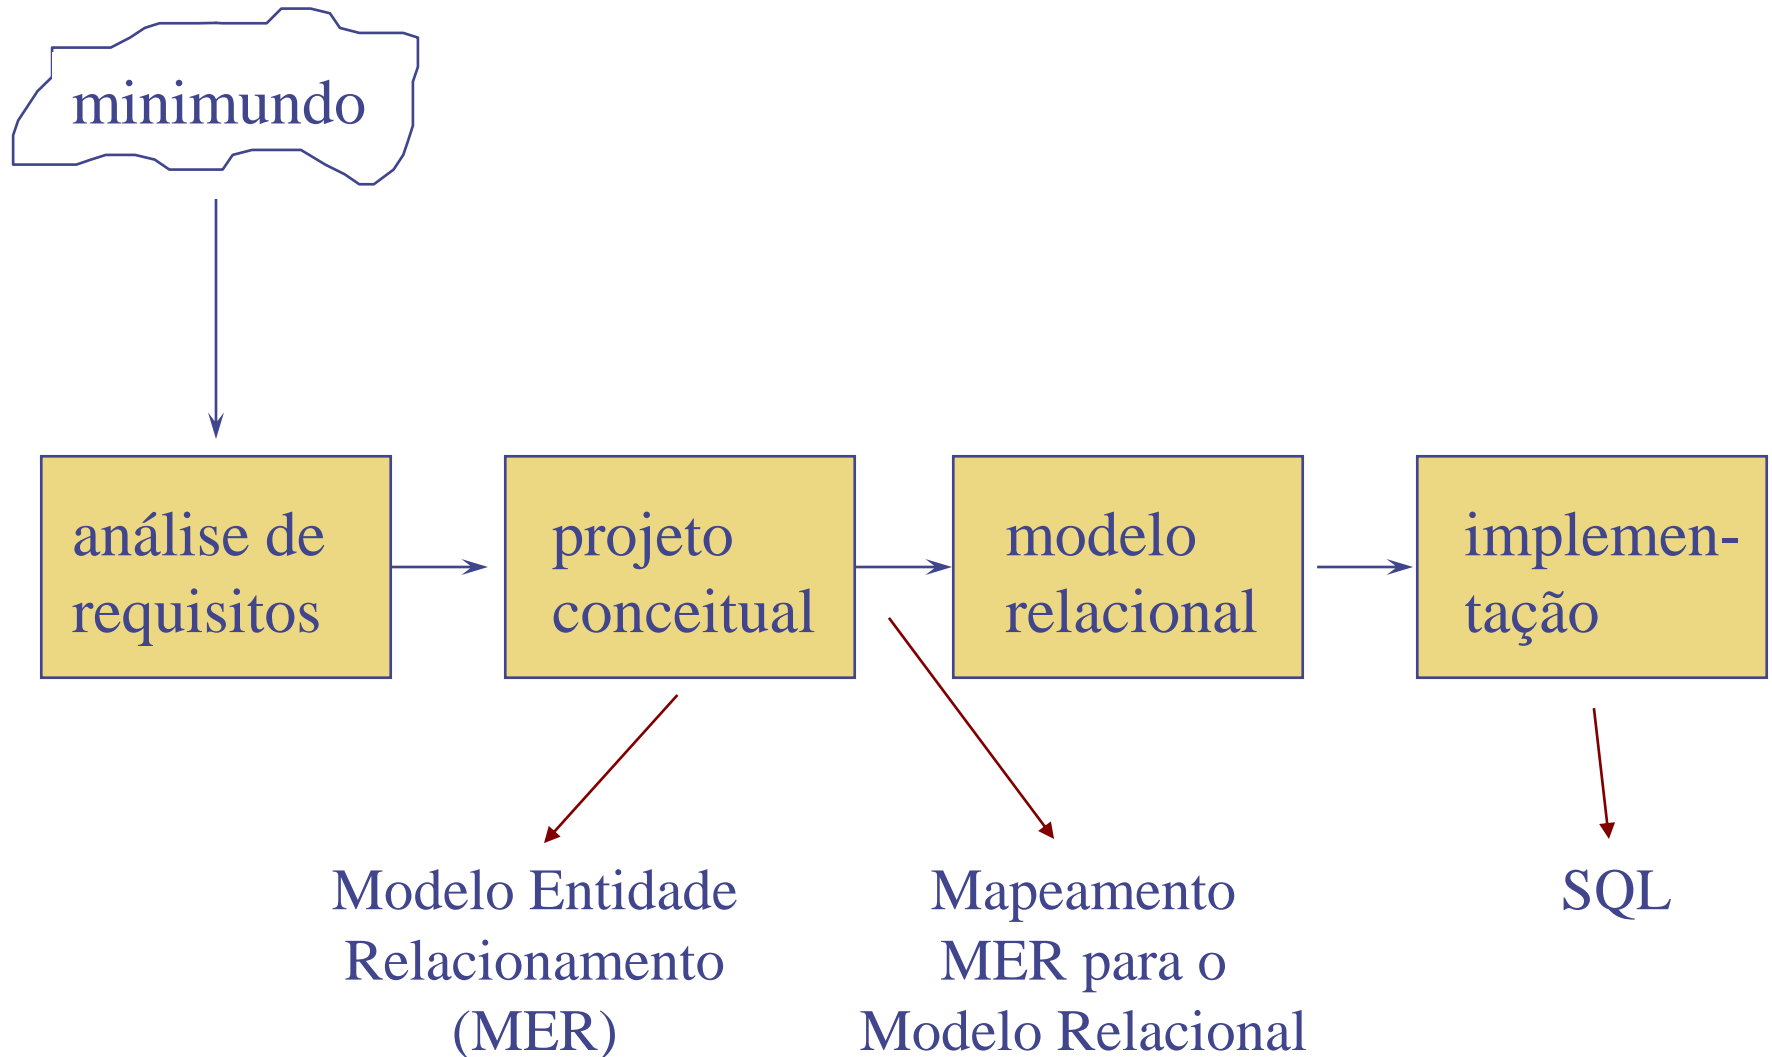 minimundo
análise de
requisitos
projeto
conceitual
modelo
relacional
implemen-
tação
Modelo Entidade
Relacionamento
(MER)
Mapeamento
MER para o
Modelo Relacional
SQL